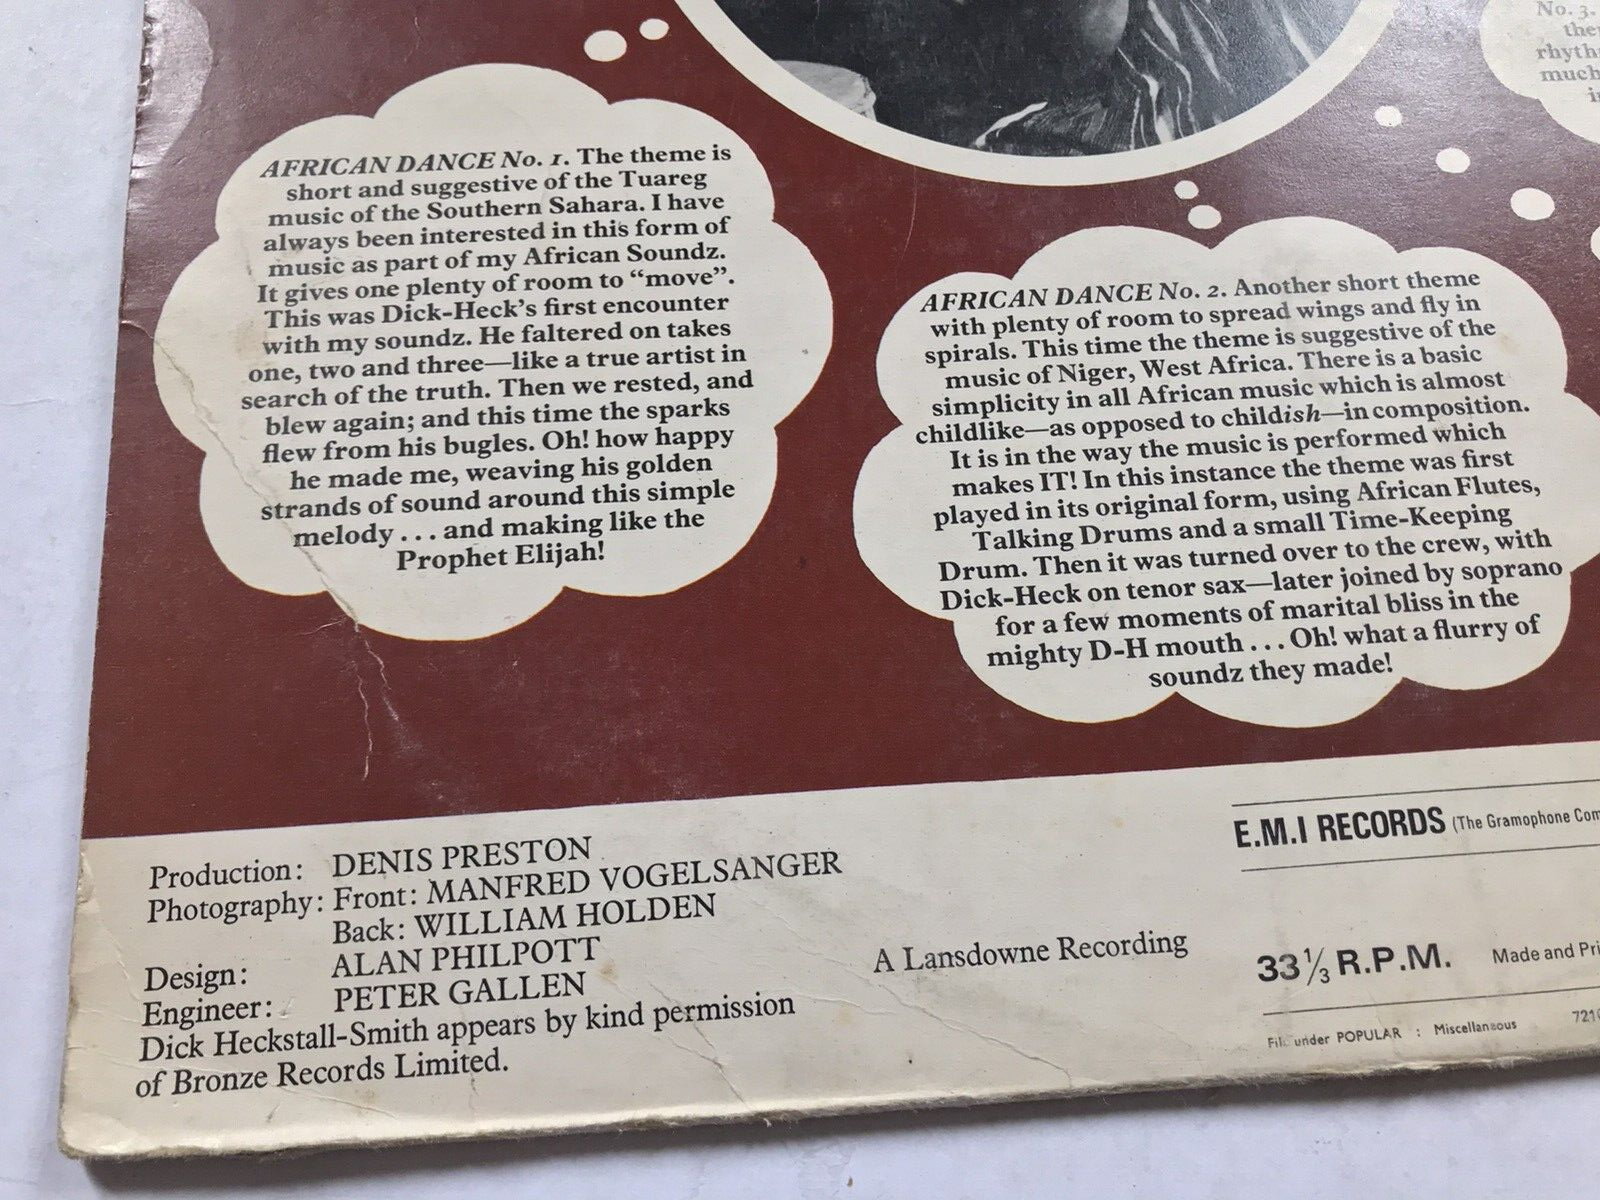 AFRICAN DANCE No. 1. The theme is
short and suggestive of the Tuareg
music of the Southern Sahara. I have
always been interested in this form of
music as part of my African Soundz.
It gives one plenty of room to “move”.
This was Dick-Heck’s first encounter
with my soundz. He faltered on takes
one, two and three—like a true artist in
search of the truth. Then we rested, and
blew again; and this time the sparks
flew from his bugles. Oh! how happy
he made me, weaving his golden
strands of sound around this simple
melody . . . and making like the
Prophet Elijah!
AFRICAN DANCE No. 2. Another short theme
with plenty of room to spread wings and fly in
spirals. This time the theme is suggestive of the
music of Niger, West Africa. There is a basic
simplicity in all African music which is almost
childlike—as opposed to childish—in composition.
It is in the way the music is performed which
makes IT! In this instance the theme was first
played in its original form, using African Flutes,
Talking Drums and a small Time-Keeping
Drum. Then it was turned over to the crew, with
Dick-Heck on tenor sax—later joined by soprano
for a few moments of marital bliss in the
mighty D-H mouth . . . Oh! what a flurry of
soundz they made!
No. 3.
much
Production: DENIS PRESTON
Photography: Front: MANFRED VOGELSANGER
Back: WILLIAM HOLDEN
Design: ALAN PHILPOTT
Engineer: PETER GALLEN
Dick Heckstall-Smith appears by kind permission
of Bronze Records Limited.
A Lansdowne Recording
E.M.I RECORDS (The Gramophone Com
33⅓ R.P.M. Made and Pri
File under POPULAR : Miscellaneous 721